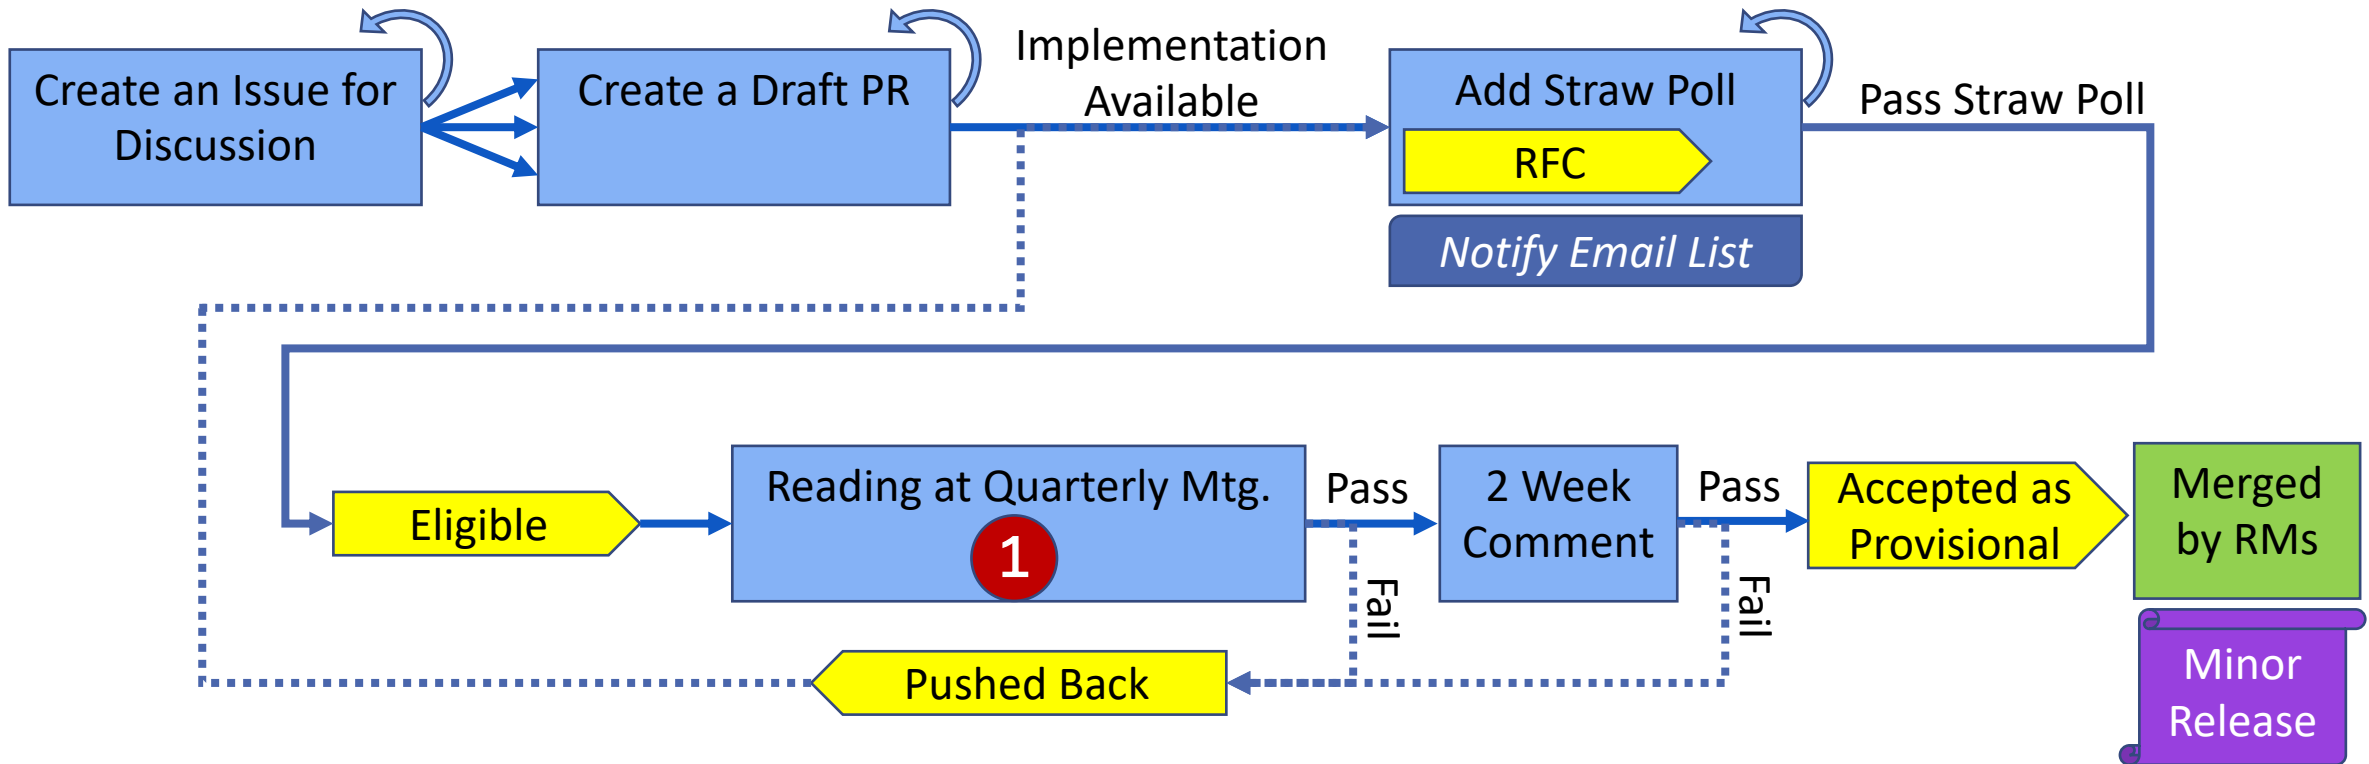 Create an Issue for
Discussion
Create a Draft PR
Implementation
Available
Add Straw Poll
RFC
Notify Email List
Pass Straw Poll
Eligible
Reading at Quarterly Mtg.
1
Pass
Fail
2 Week
Comment
Pass
Fail
Accepted as
Provisional
Merged
by RMs
Pushed Back
Minor
Release